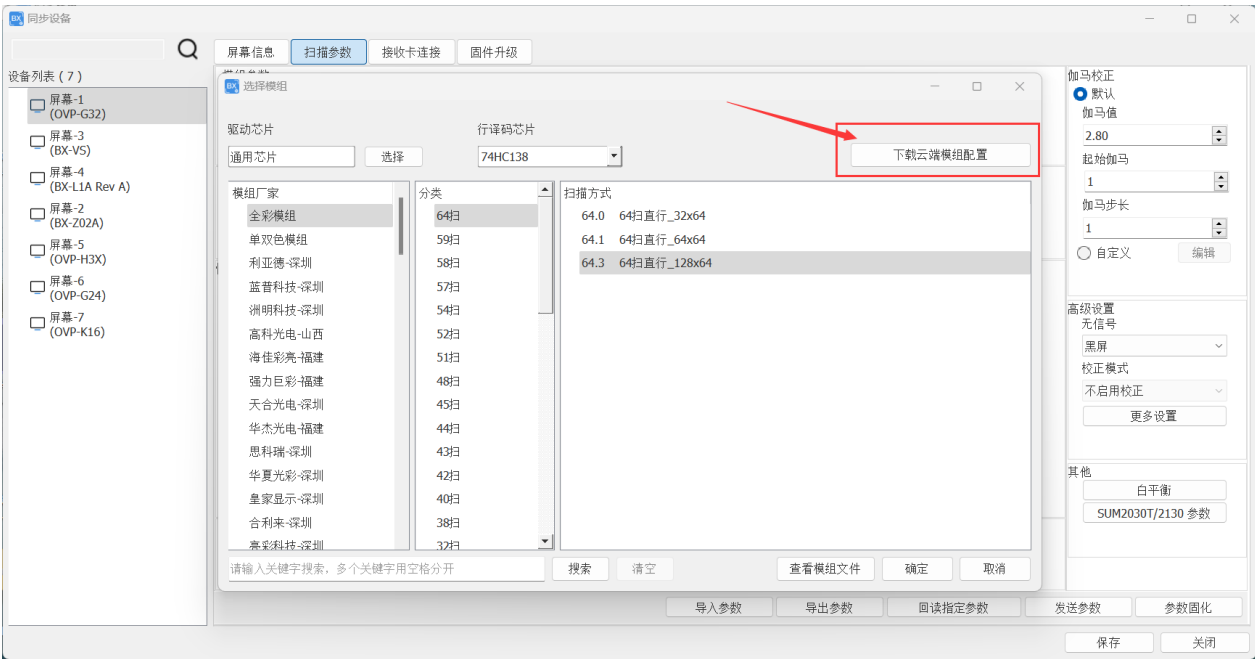 BX 同步设备
设备列表 ( 7 )
屏幕-1
(OVP-G32)
屏幕-3
(BX-VS)
屏幕-4
(BX-L1A Rev A)
屏幕-2
(BX-Z02A)
屏幕-5
(OVP-H3X)
屏幕-6
(OVP-G24)
屏幕-7
(OVP-K16)
屏幕信息 扫描参数 接收卡连接 固件升级
BX 选择模组
驱动芯片 行译码芯片
通用芯片 选择 74HC138 下载云端模组配置
模组厂家
全彩模组
单双色模组
利亚德-深圳
蓝普科技-深圳
洲明科技-深圳
高科光电-山西
海佳彩亮-福建
强力巨彩-福建
天合光电-深圳
华杰光电-福建
思科瑞-深圳
华夏光彩-深圳
皇家显示-深圳
合利来-深圳
亮彩科技-深圳
分类
64扫
59扫
58扫
57扫
54扫
52扫
51扫
48扫
45扫
44扫
43扫
42扫
40扫
38扫
32扫
扫描方式
64.0 64扫直行_32x64
64.1 64扫直行_64x64
64.3 64扫直行_128x64
请输入关键字搜索，多个关键字用空格分开 搜索 清空 查看模组文件 确定 取消
伽马校正
默认
伽马值
2.80
起始伽马
1
伽马步长
1
自定义 编辑
高级设置
无信号
黑屏
校正模式
不启用校正
更多设置
其他
白平衡
SUM2030T/2130 参数
导入参数 导出参数 回读指定参数 发送参数 参数固化
保存 关闭